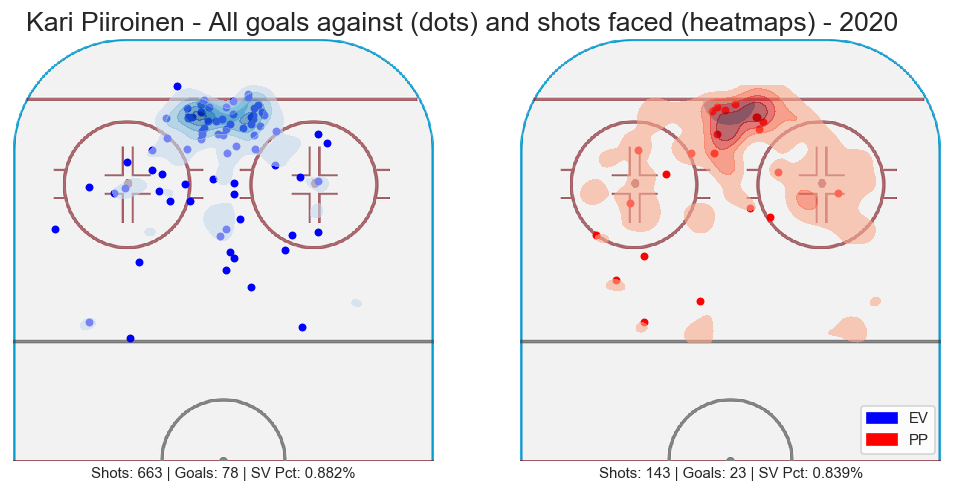 Kari Piiroinen - All goals against (dots) and shots faced (heatmaps) - 2020
EV
PP
Shots: 663 | Goals: 78 | SV Pct: 0.882%
Shots: 143 | Goals: 23 | SV Pct: 0.839%